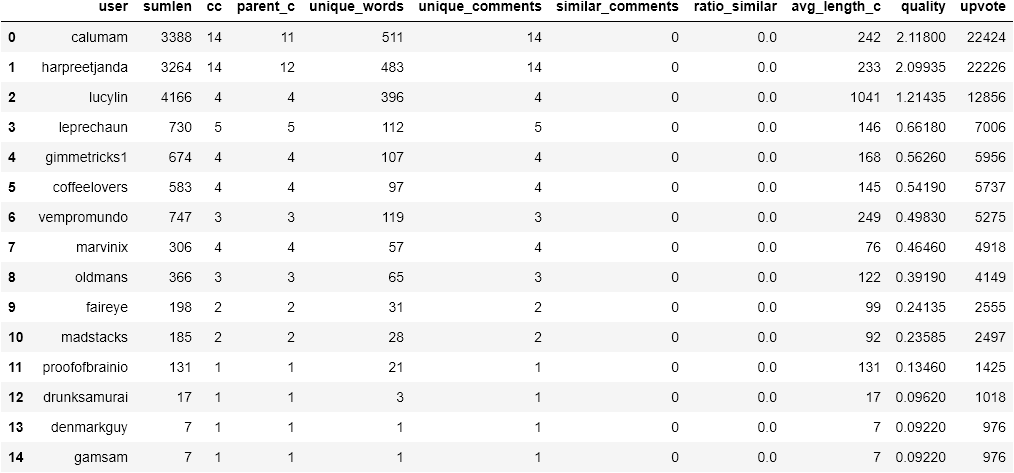 user sumlen cc parent_c unique_words unique_comments similar_comments ratio_similar avg_length_c quality upvote
0 calumam 3388 14 11 511 14 0 0.0 242 2.11800 22424
1 harpreetjanda 3264 14 12 483 14 0 0.0 233 2.09935 22226
2 lucylin 4166 4 4 396 4 0 0.0 1041 1.21435 12856
3 leprechaun 730 5 5 112 5 0 0.0 146 0.66180 7006
4 gimmetricks1 674 4 4 107 4 0 0.0 168 0.56260 5956
5 coffeelovers 583 4 4 97 4 0 0.0 145 0.54190 5737
6 vempromundo 747 3 3 119 3 0 0.0 249 0.49830 5275
7 marvinix 306 4 4 57 4 0 0.0 76 0.46460 4918
8 oldmans 366 3 3 65 3 0 0.0 122 0.39190 4149
9 faireye 198 2 2 31 2 0 0.0 99 0.24135 2555
10 madstacks 185 2 2 28 2 0 0.0 92 0.23585 2497
11 proofofbrainio 131 1 1 21 1 0 0.0 131 0.13460 1425
12 drunksamurai 17 1 1 3 1 0 0.0 17 0.09620 1018
13 denmarkguy 7 1 1 1 1 0 0.0 7 0.09220 976
14 gamsam 7 1 1 1 1 0 0.0 7 0.09220 976